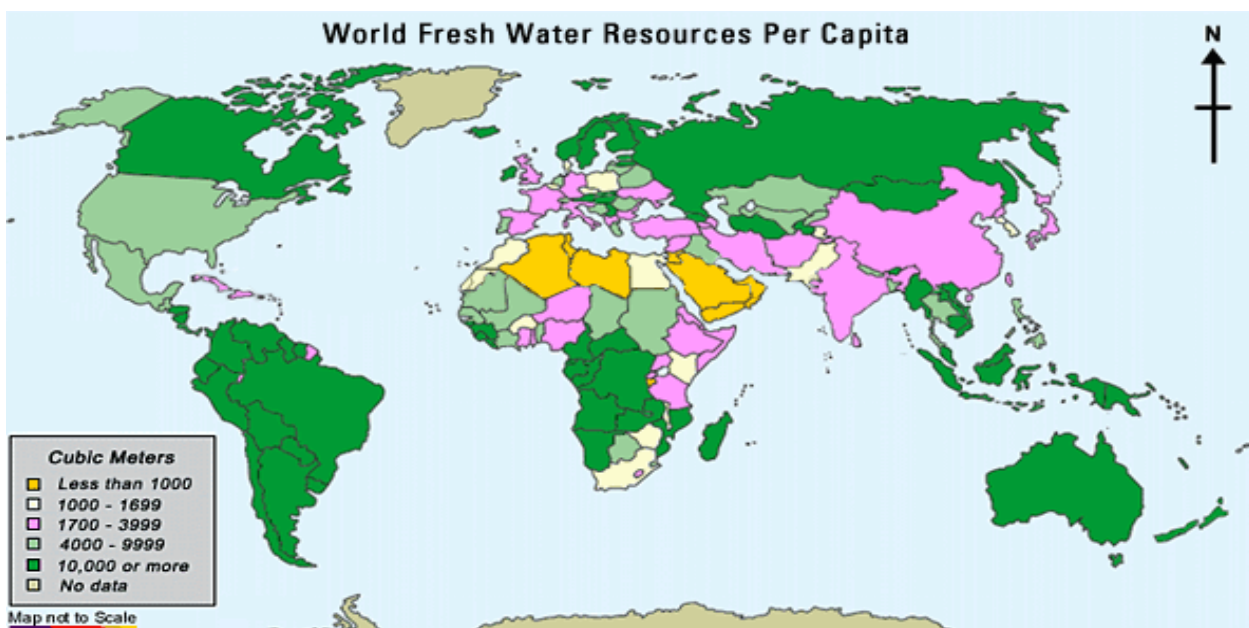 World Fresh Water Resources Per Capita
N
Cubic Meters
Less than 1000
1000 - 1699
1700 - 3999
4000 - 9999
10,000 or more
No data
Map not to Scale